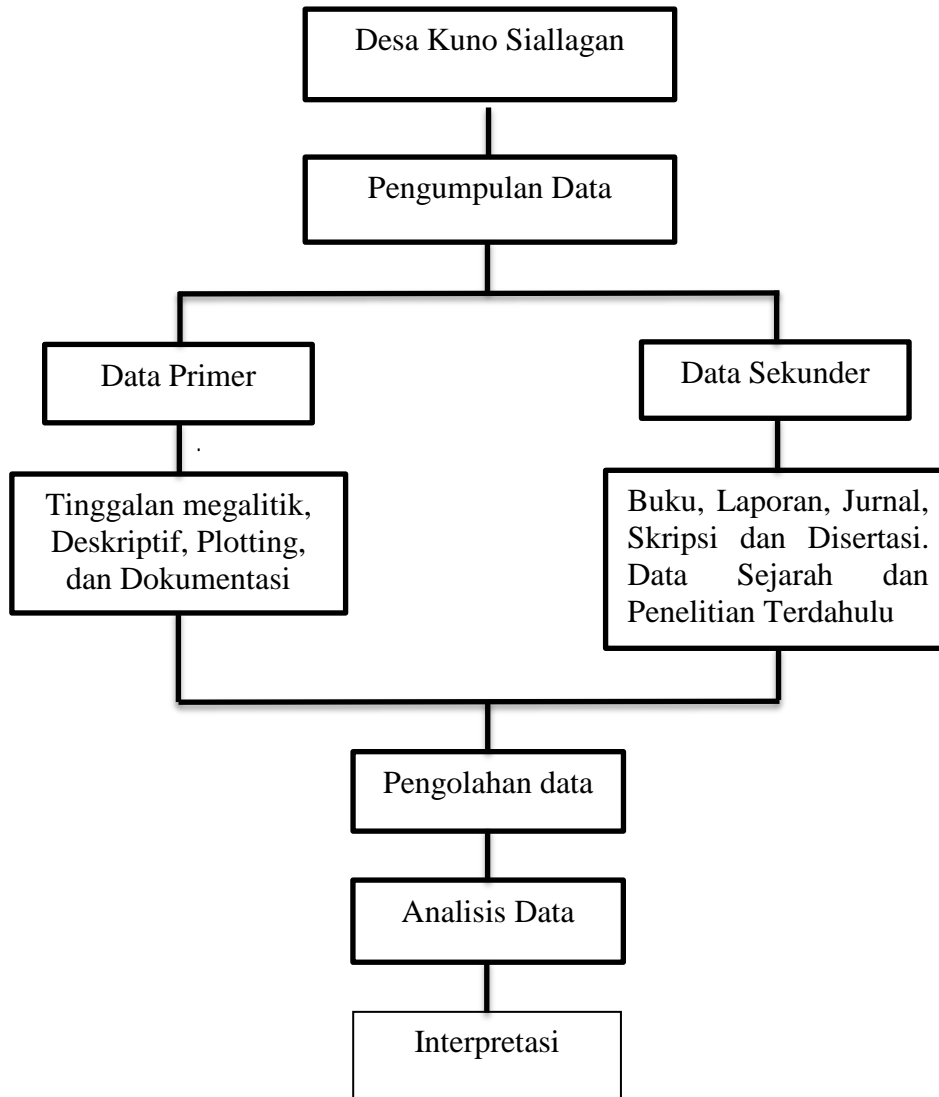 Desa Kuno Siallagan
Pengumpulan Data
Data Primer
Data Sekunder
.
Tinggalan megalitik,
Deskriptif, Plotting,
dan Dokumentasi
Buku, Laporan, Jurnal,
Skripsi dan Disertasi.
Data Sejarah dan
Penelitian Terdahulu
Pengolahan data
Analisis Data
Interpretasi